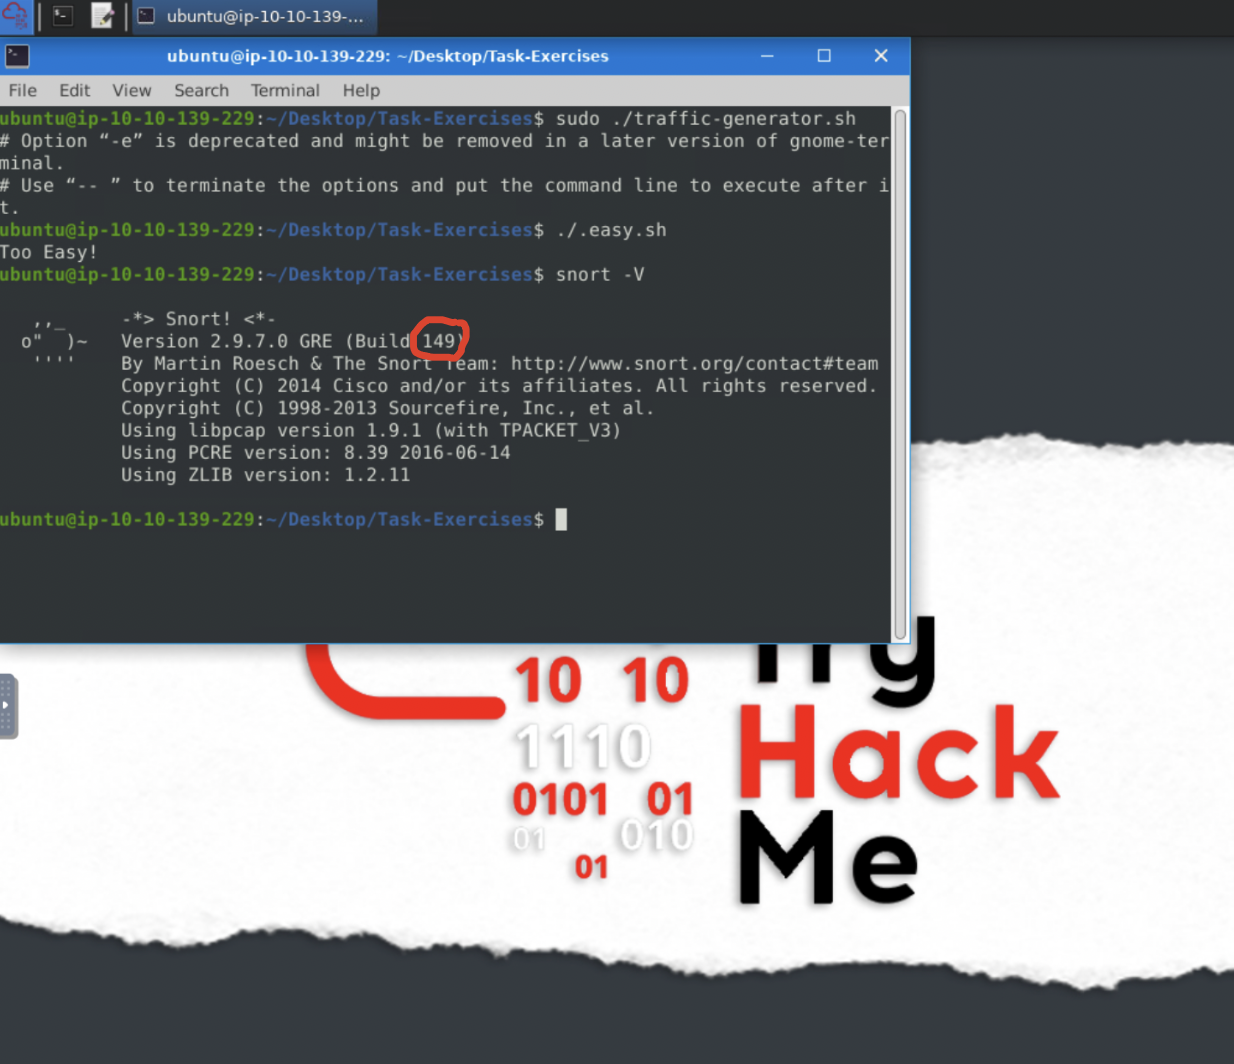 ubuntu@ip-10-10-139-...
ubuntu@ip-10-10-139-229: ~/Desktop/Task-Exercises
File Edit View Search Terminal Help
ubuntu@ip-10-10-139-229:~/Desktop/Task-Exercises$ sudo ./traffic-generator.sh
# Option “-e” is deprecated and might be removed in a later version of gnome-ter
minal.
# Use “-- ” to terminate the options and put the command line to execute after i
t.
ubuntu@ip-10-10-139-229:~/Desktop/Task-Exercises$ ./.easy.sh
Too Easy!
ubuntu@ip-10-10-139-229:~/Desktop/Task-Exercises$ snort -V
,,_     -*> Snort! <*-
o"  )~   Version 2.9.7.0 GRE (Build 149)
''''    By Martin Roesch & The Snort Team: http://www.snort.org/contact#team
Copyright (C) 2014 Cisco and/or its affiliates. All rights reserved.
Copyright (C) 1998-2013 Sourcefire, Inc., et al.
Using libpcap version 1.9.1 (with TPACKET_V3)
Using PCRE version: 8.39 2016-06-14
Using ZLIB version: 1.2.11
ubuntu@ip-10-10-139-229:~/Desktop/Task-Exercises$
Try
10 10
Hack
1110
0101 01
01 010
Me
01